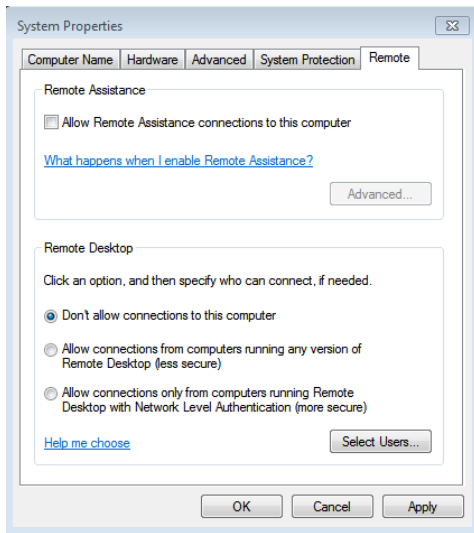 System Properties
Computer Name Hardware Advanced System Protection Remote
Remote Assistance
Allow Remote Assistance connections to this computer
What happens when I enable Remote Assistance?
Advanced...
Remote Desktop
Click an option, and then specify who can connect, if needed.
Don't allow connections to this computer
Allow connections from computers running any version of
Remote Desktop (less secure)
Allow connections only from computers running Remote
Desktop with Network Level Authentication (more secure)
Help me choose Select Users...
OK Cancel Apply